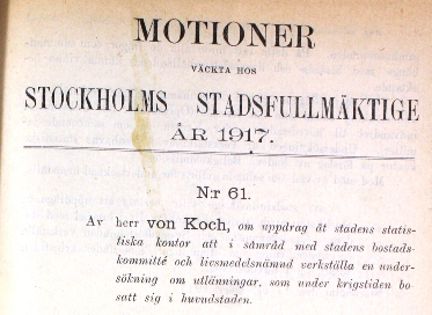 MOTIONER
VÄCKTA HOS
STOCKHOLMS STADSFULLMÄKTIGE
ÅR 1917.
N:r 61.
Av herr von Koch, om uppdrag åt stadens statis-
tiska kontor att i samråd med stadens bostads-
kommitté och livsmedelsnämnd verkställa en under-
sökning om utlänningar, som under krigstiden bo-
satt sig i huvudstaden.